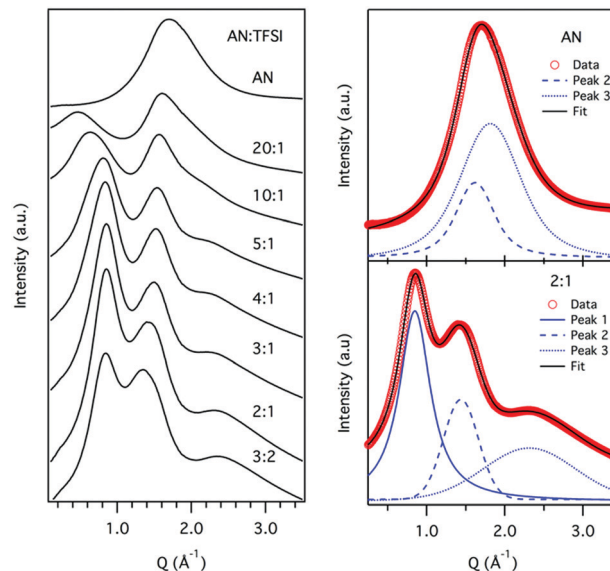 AN:TFSI
AN
20:1
10:1
5:1
4:1
3:1
2:1
3:2
Intensity (a.u.)
1.0 2.0 3.0
Q (Å⁻¹)
AN
Data
Peak 2
Peak 3
Fit
Intensity (a.u.)
2:1
Data
Peak 1
Peak 2
Peak 3
Fit
Intensity (a.u)
1.0 2.0 3.0
Q (Å⁻¹)